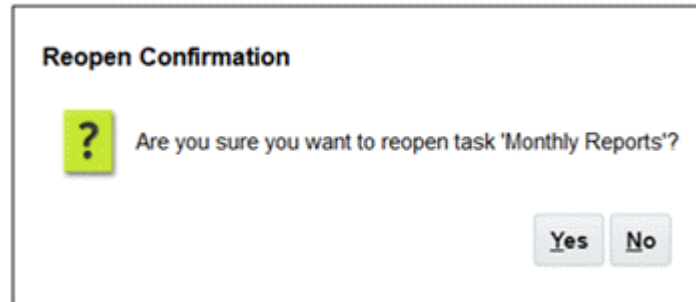 Reopen Confirmation
?
Are you sure you want to reopen task 'Monthly Reports'?
Yes No